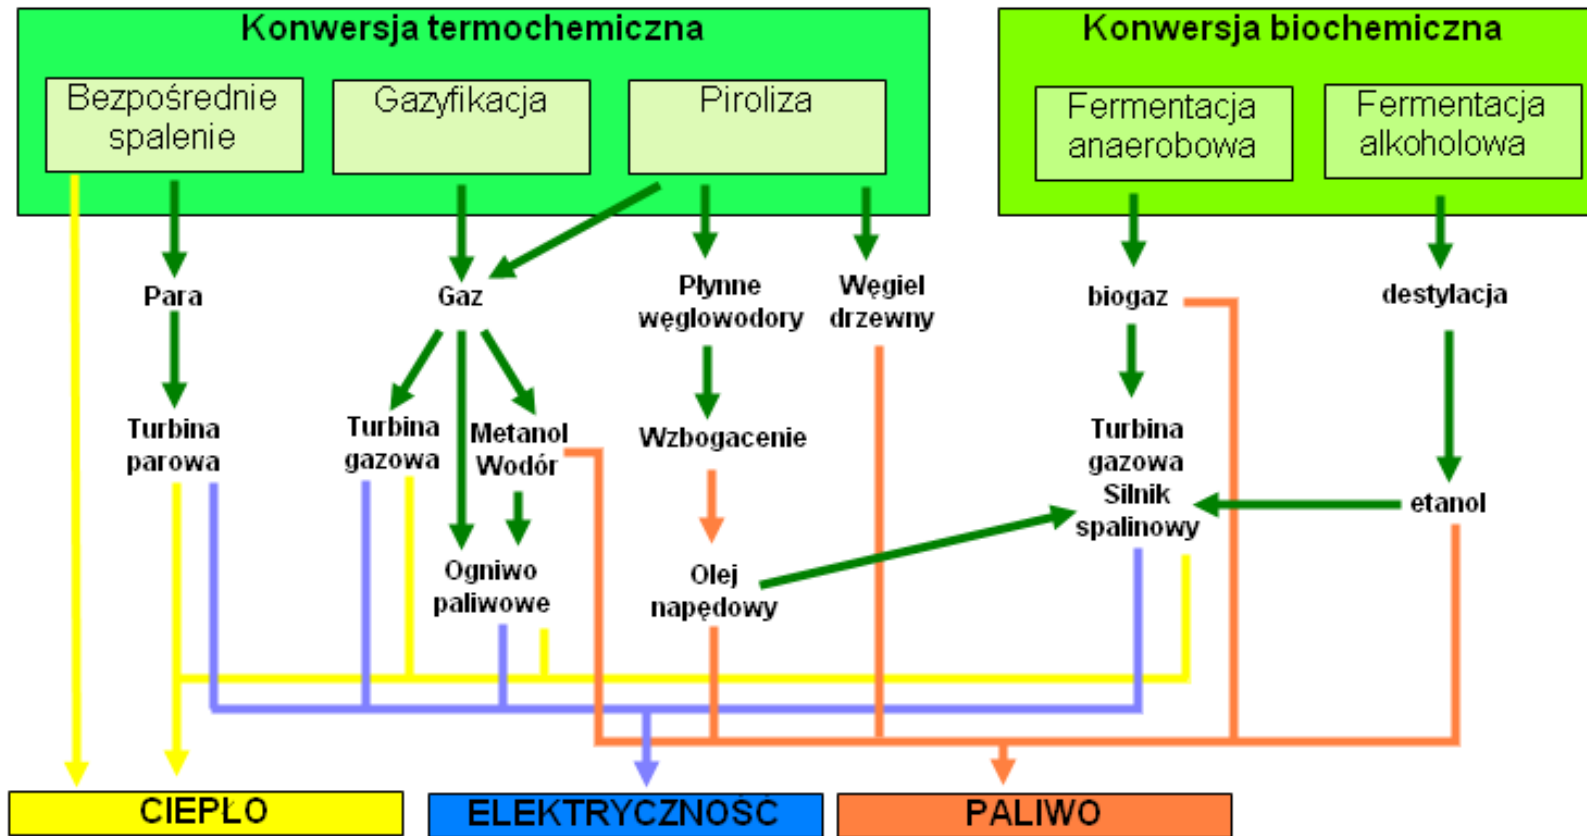 Konwersja termochemiczna
Konwersja biochemiczna
Bezpośrednie
spalenie
Gazyfikacja
Piroliza
Fermentacja
anaerobowa
Fermentacja
alkoholowa
Para
Gaz
Płynne
węglowodory
Węgiel
drzewny
biogaz
destylacja
Turbina
parowa
Turbina
gazowa
Metanol
Wodór
Wzbogacenie
Turbina
gazowa
Silnik
spalinowy
etanol
Ogniwo
paliwowe
Olej
napędowy
CIEPŁO
ELEKTRYCZNOŚĆ
PALIWO